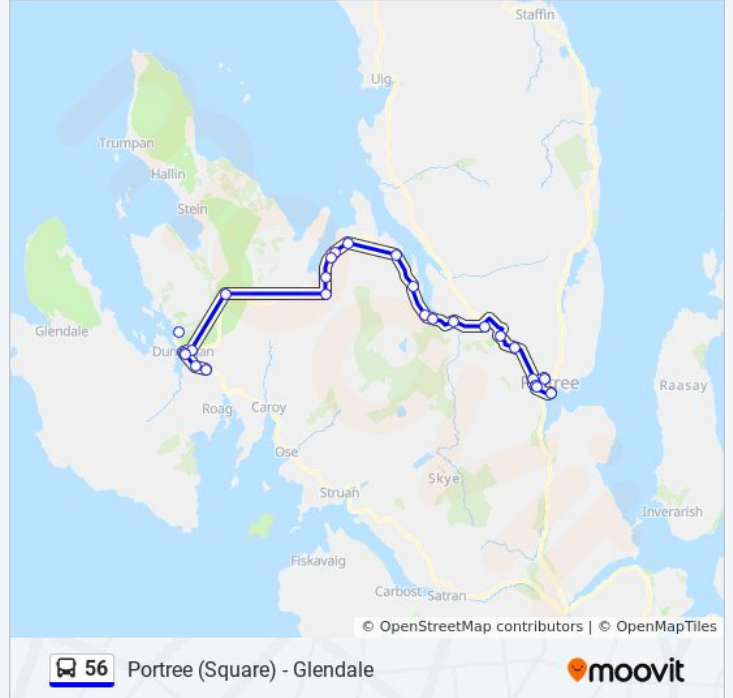 Staffin
Uig
Trumpan
Hallin
Stein
Glendale
Raasay
Roag
Caroy
Ose
Skye
Struan
Inverarish
Fiskavaig
Carbost
Satran
© OpenStreetMap contributors | © OpenMapTiles
56 Portree (Square) - Glendale
moovit